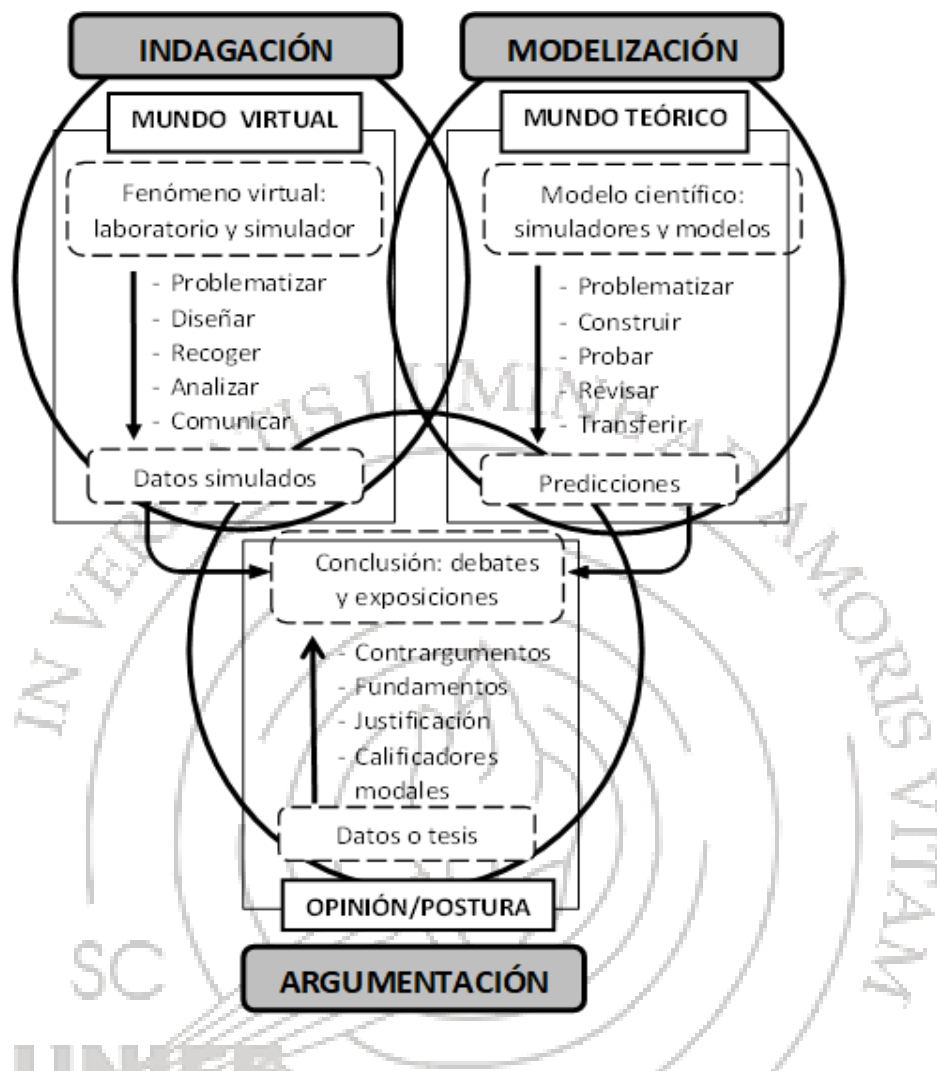 INDAGACIÓN
MUNDO VIRTUAL
Fenómeno virtual:
laboratorio y simulador
- Problematizar
- Diseñar
- Recoger
- Analizar
- Comunicar
Datos simulados
MODELIZACIÓN
MUNDO TEÓRICO
Modelo científico:
simuladores y modelos
- Problematizar
- Construir
- Probar
- Revisar
- Transferir
Predicciones
Conclusión: debates
y exposiciones
- Contrargumentos
- Fundamentos
- Justificación
- Calificadores
modales
Datos o tesis
OPINIÓN/POSTURA
ARGUMENTACIÓN
SC